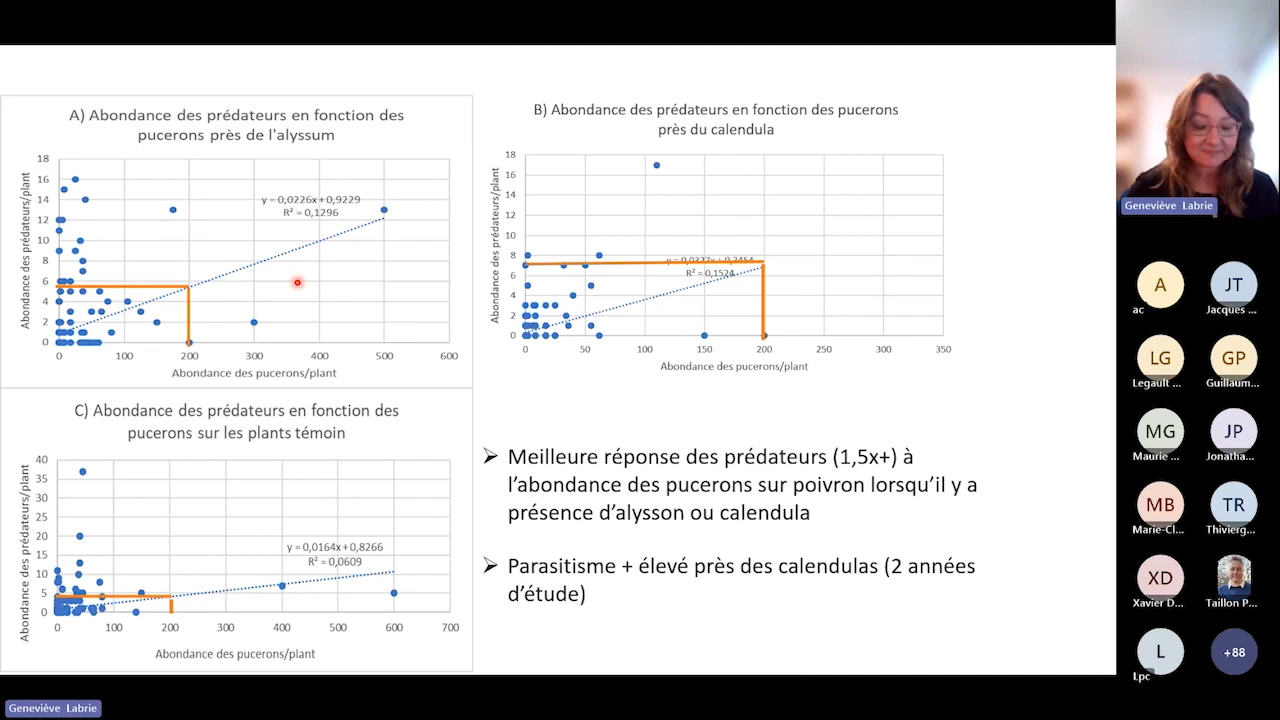 A) Abondance des prédateurs en fonction des
pucerons près de l'alyssum
Abondance des prédateurs/plant
18
16
14
12
10
8
6
4
2
0
y = 0,0226x + 0,9229
R² = 0,1296
0 100 200 300 400 500 600
Abondance des pucerons/plant
B) Abondance des prédateurs en fonction des pucerons
près du calendula
Abondance des prédateurs/plant
18
16
14
12
10
8
6
4
2
0
y = 0,0327x + 0,3454
R² = 0,1524
0 50 100 150 200 250 300 350
Abondance des pucerons/plant
C) Abondance des prédateurs en fonction des
pucerons sur les plants témoin
Abondance des prédateurs/plant
40
35
30
25
20
15
10
5
0
y = 0,0164x + 0,8266
R² = 0,0609
0 100 200 300 400 500 600 700
Abondance des pucerons/plant
➢ Meilleure réponse des prédateurs (1,5x+) à
l'abondance des pucerons sur poivron lorsqu'il y a
présence d'alysson ou calendula
➢ Parasitisme + élevé près des calendulas (2 années
d'étude)
Geneviève Labrie
A
ac
JT
Jacques ...
LG
Legault ...
GP
Guillaum...
MG
Maurie ...
JP
Jonatha...
MB
Marie-Cl...
TR
Thivierg...
XD
Xavier D...
Taillon P...
L
Lpc
+88
Geneviève Labrie